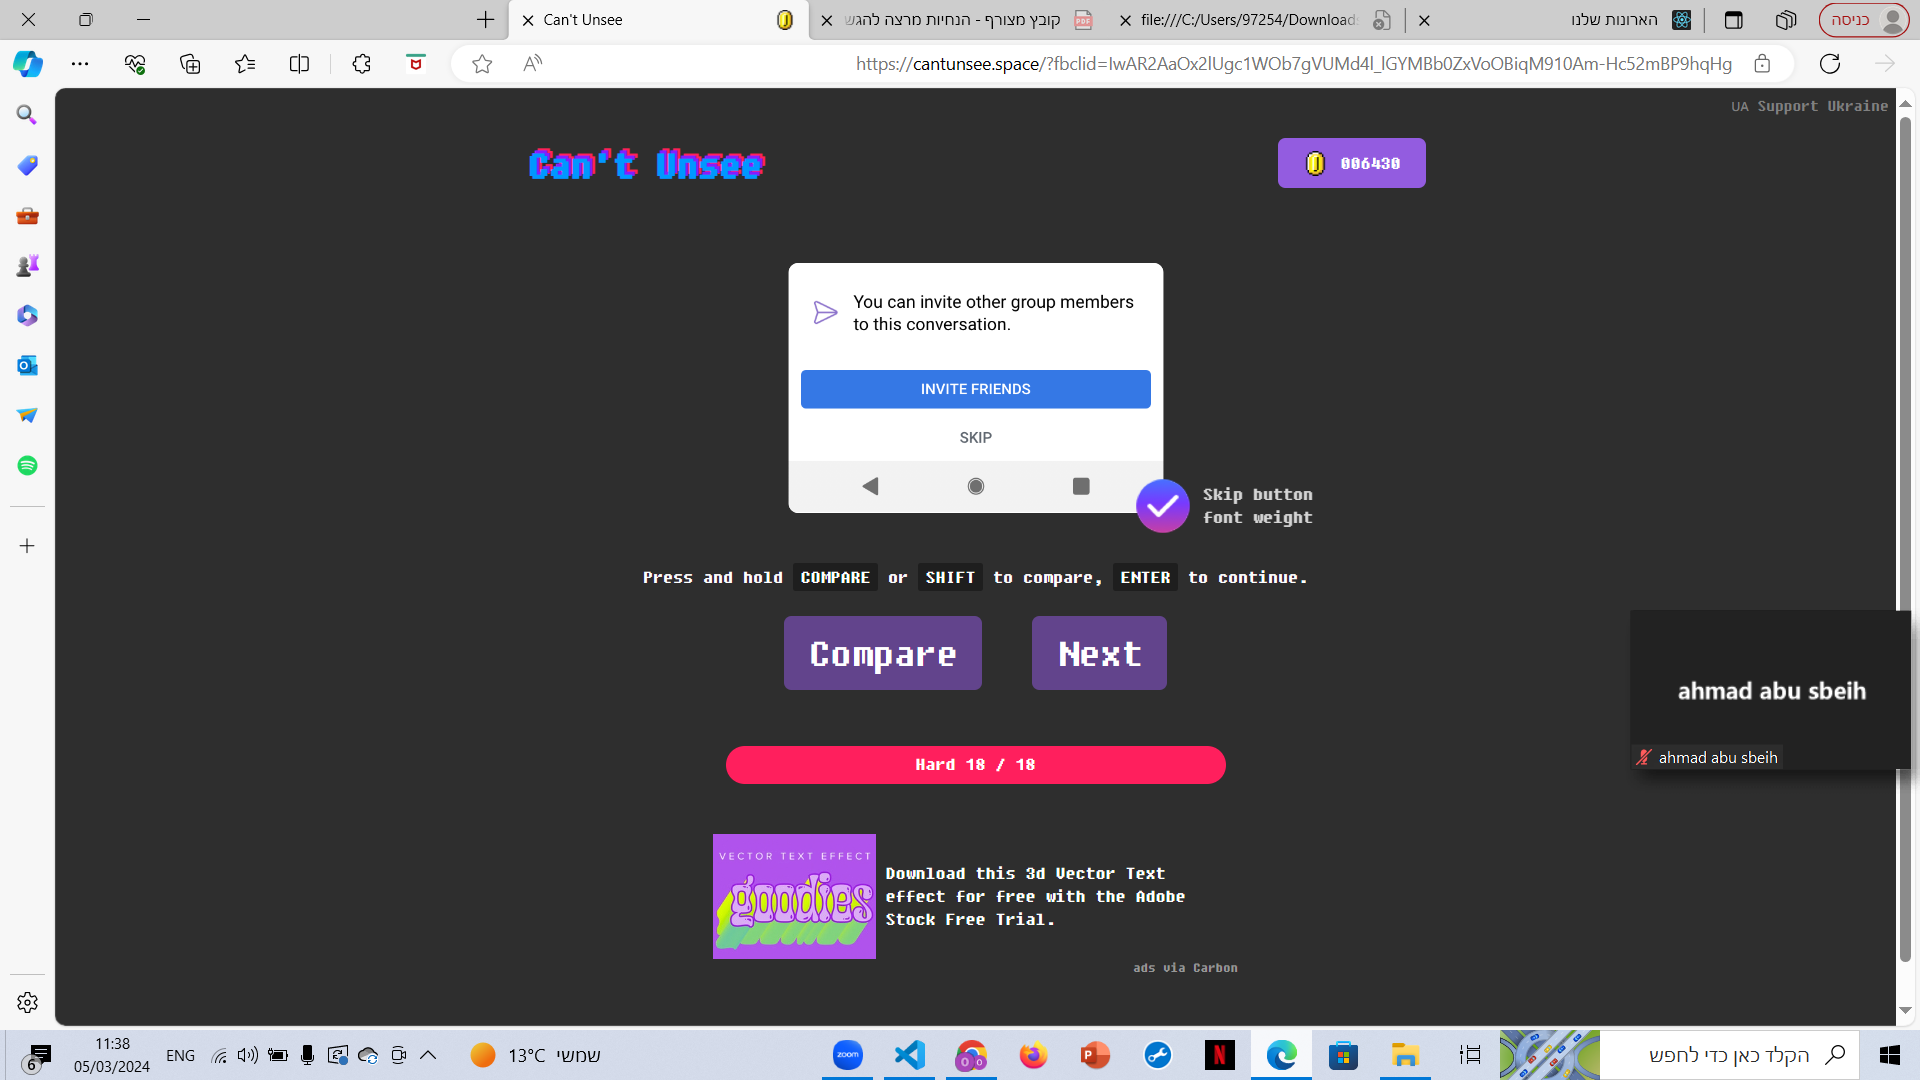 Can't Unsee
קובץ מצורף - הנחיות מרצה להגש
file:///C:/Users/97254/Downloads
הארונות שלנו
כניסה
https://cantunsee.space/?fbclid=IwAR2AaOx2lUgc1WOb7gVUMd4l_lGYMBb0ZxVoOBiqM910Am-Hc52mBP9hqHg
UA Support Ukraine
Can't Unsee
006430
You can invite other group members
to this conversation.
INVITE FRIENDS
SKIP
Skip button
font weight
Press and hold COMPARE or SHIFT to compare, ENTER to continue.
Compare
Next
ahmad abu sbeih
ahmad abu sbeih
Hard 18 / 18
VECTOR TEXT EFFECT
goodies
Download this 3d Vector Text
effect for free with the Adobe
Stock Free Trial.
ads via Carbon
6
11:38
05/03/2024
ENG
13°C שמשי
zoom
הקלד כאן כדי לחפש